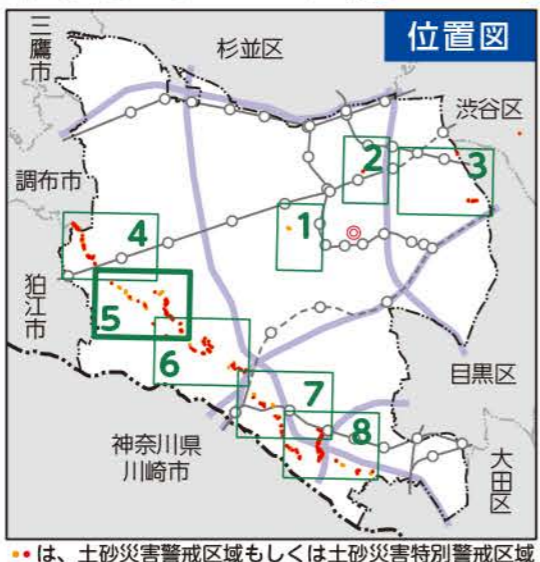 位置図
三鷹市
杉並区
渋谷区
調布市
狛江市
目黒区
神奈川県
川崎市
大田区
1
2
3
4
5
6
7
8
●●は、土砂災害警戒区域もしくは土砂災害特別警戒区域